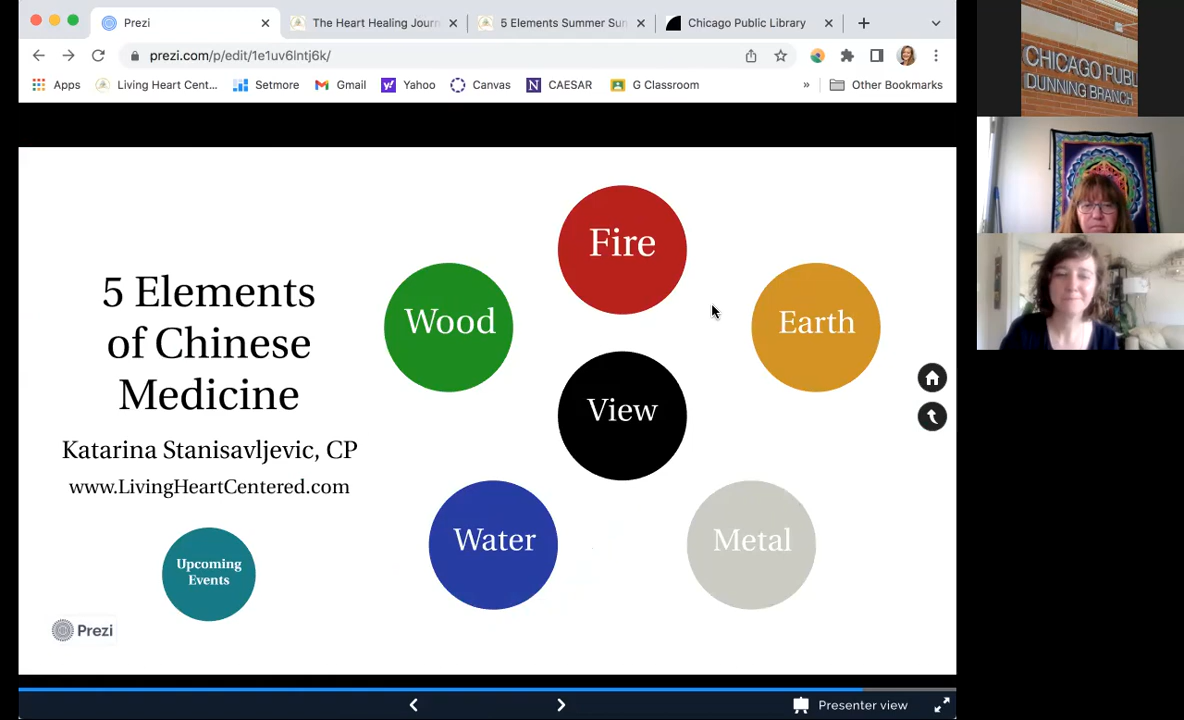 Prezi
The Heart Healing Journ
5 Elements Summer Sun
Chicago Public Library
prezi.com/p/edit/1e1uv6lntj6k/
Apps
Living Heart Cent...
Setmore
Gmail
Yahoo
Canvas
CAESAR
G Classroom
»
Other Bookmarks
5 Elements
of Chinese
Medicine
Katarina Stanisavljevic, CP
www.LivingHeartCentered.com
Upcoming
Events
Prezi
Fire
Wood
Earth
View
Water
Metal
Presenter view
CHICAGO PUBL
DUNNING BRANCH